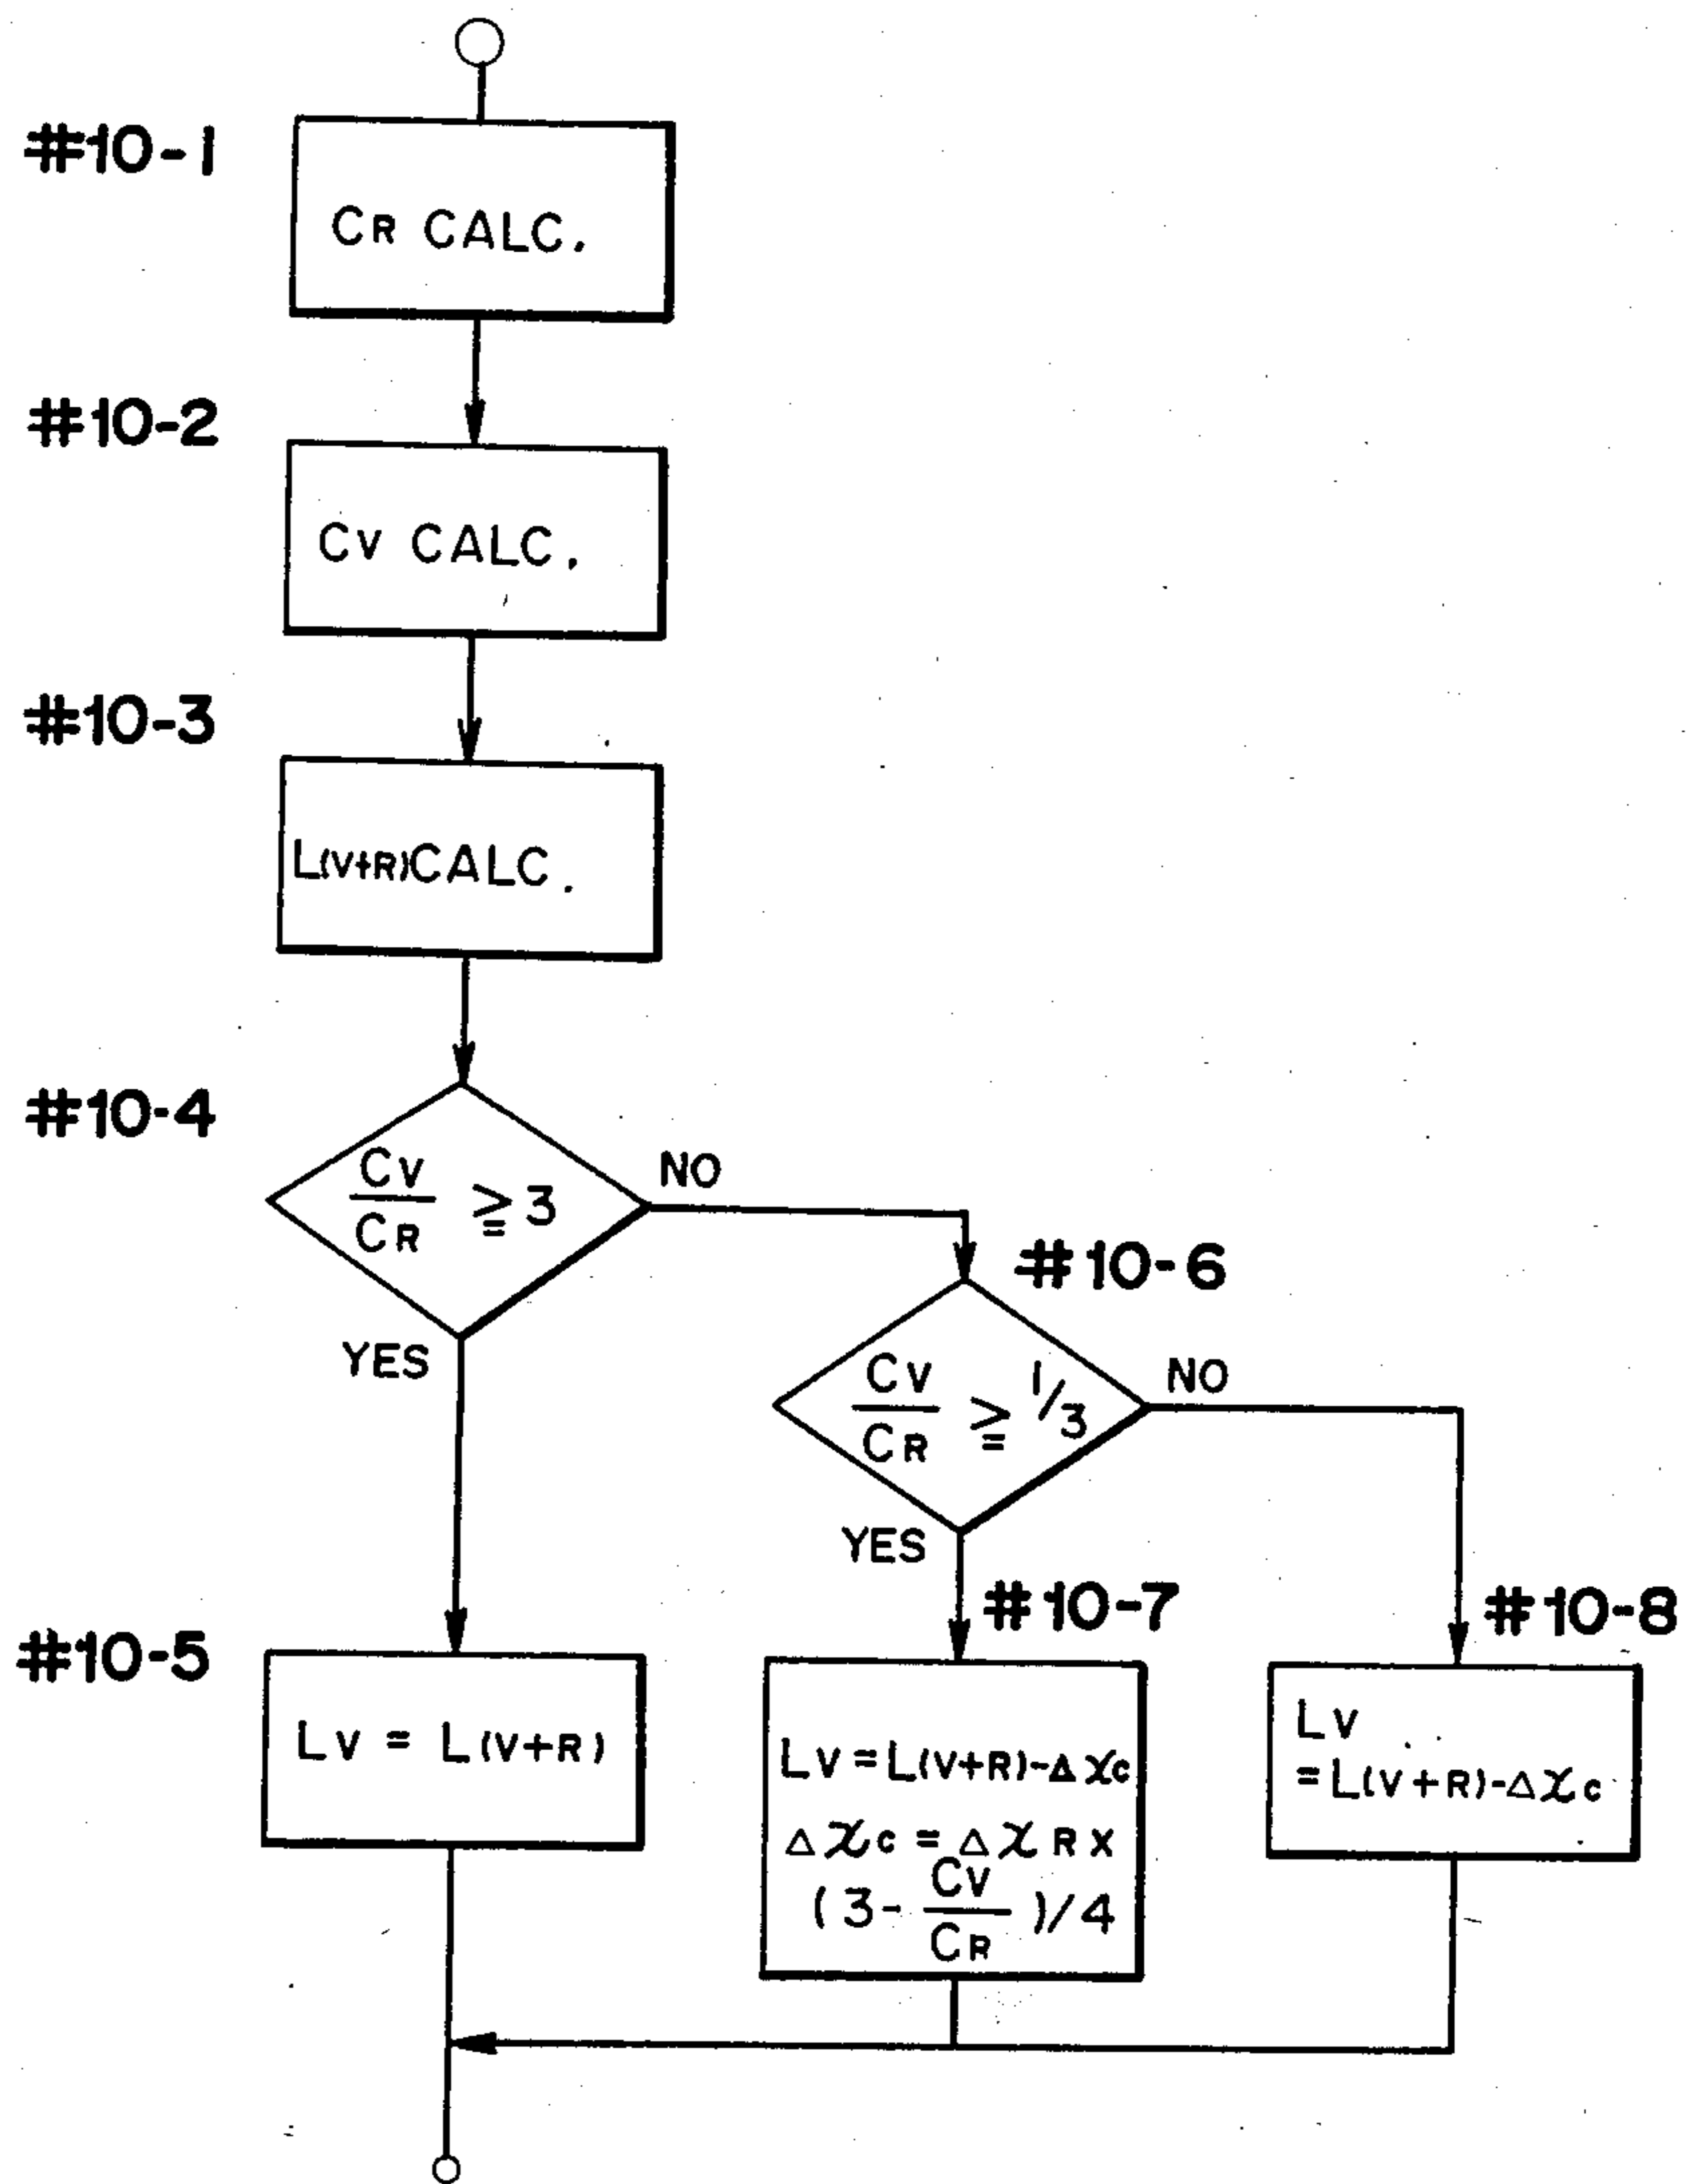 #10-1
CR CALC.
#10-2
CV CALC.
#10-3
L(V+R)CALC.
#10-4
CV
CR
≧ 3
NO
YES
#10-6
CV
CR
≧ 1/3
NO
YES
#10-5
LV = L(V+R)
#10-7
LV = L(V+R)-Δχc
Δχc = Δχ R x
(3- CV
CR )/4
#10-8
LV
= L(V+R)-Δχc